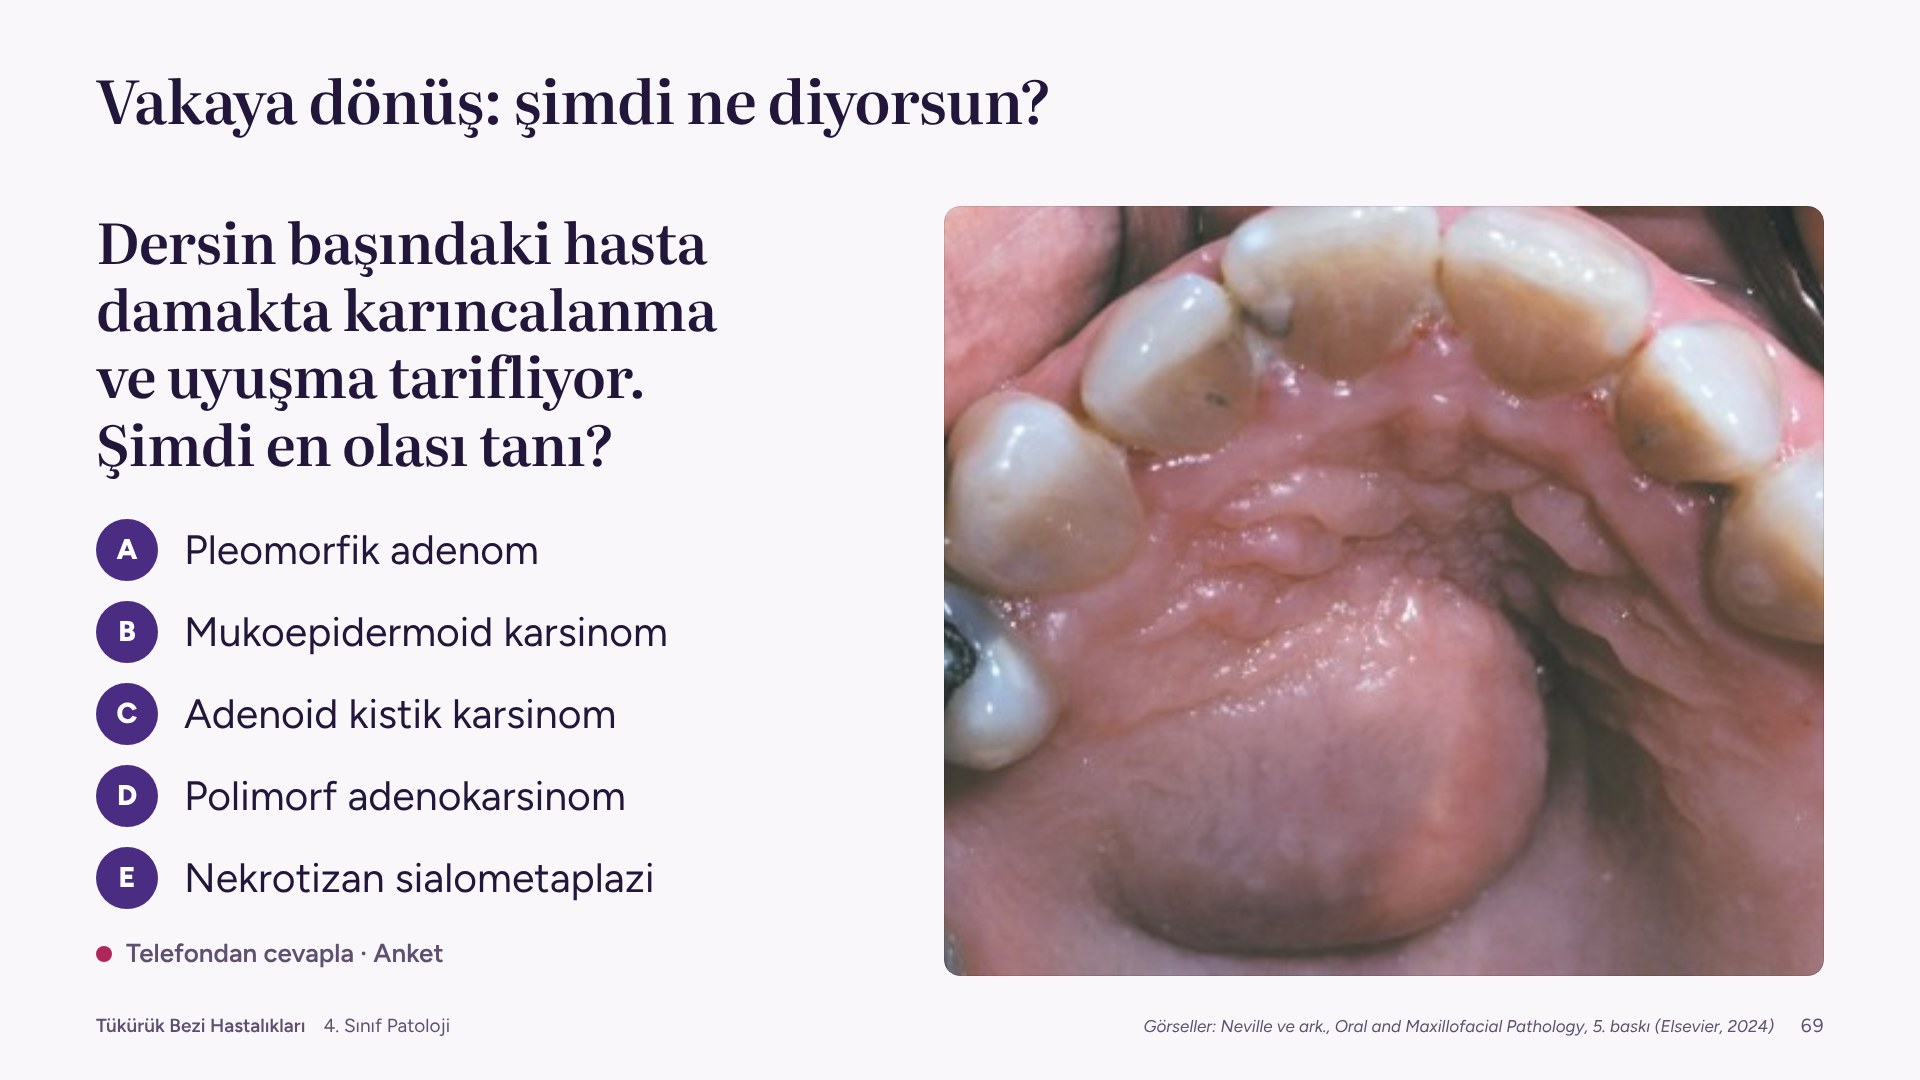 Vakaya dönüş: şimdi ne diyorsun?
Dersin başındaki hasta
damakta karıncalanma
ve uyuşma tarifliyor.
Şimdi en olası tanı?
A Pleomorfik adenom
B Mukoepidermoid karsinom
C Adenoid kistik karsinom
D Polimorf adenokarsinom
E Nekrotizan sialometaplazi
Telefondan cevapla · Anket
Tükürük Bezi Hastalıkları 4. Sınıf Patoloji
Görseller: Neville ve ark., Oral and Maxillofacial Pathology, 5. baskı (Elsevier, 2024) 69